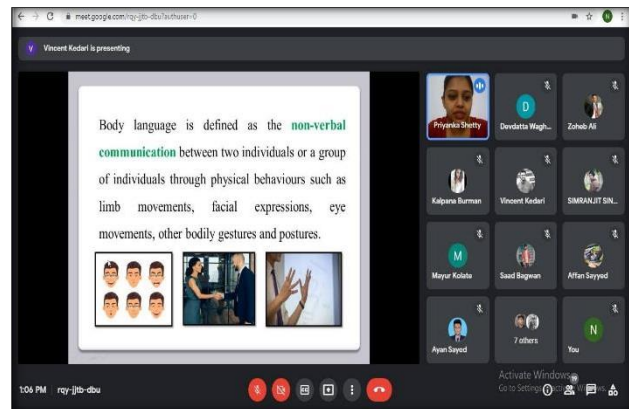 meet.google.com/rqy-jjtb-dbu?authuser=0
N
V Vincent Kedari is presenting
Body language is defined as the non-verbal
communication between two individuals or a group
of individuals through physical behaviours such as
limb movements, facial expressions, eye
movements, other bodily gestures and postures.
Priyanka Shetty
D
Devdatta Wagh...
Zoheb Ali
Kalpana Burman
Vincent Kedari
SIMRANJIT SIN...
M
Mayur Kolate
Saad Bagwan
Affan Sayyed
Ayan Sayed
7 others
N
You
Activate Windows
Go to Settings
1:06 PM | rqy-jjtb-dbu